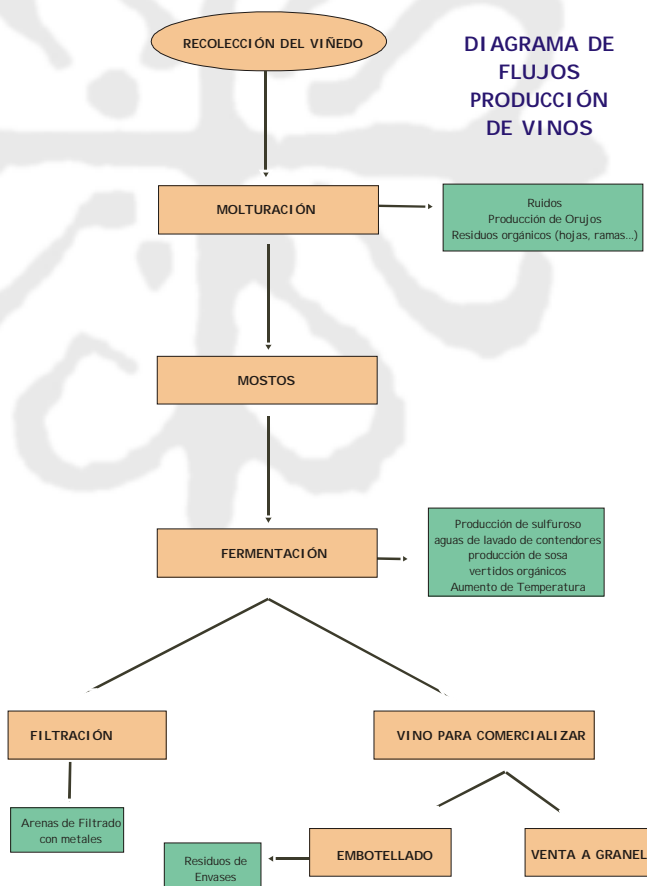 RECOLECCIÓN DEL VIÑEDO
DIAGRAMA DE
FLUJOS
PRODUCCIÓN
DE VINOS
MOLTURACIÓN
Ruidos
Producción de Orujos
Residuos orgánicos (hojas, ramas...)
MOSTOS
FERMENTACIÓN
Producción de sulfuroso
aguas de lavado de contendores
producción de sosa
vertidos orgánicos
Aumento de Temperatura
FILTRACIÓN
VINO PARA COMERCIALIZAR
Arenas de Filtrado
con metales
Residuos de
Envases
EMBOTELLADO
VENTA A GRANEL